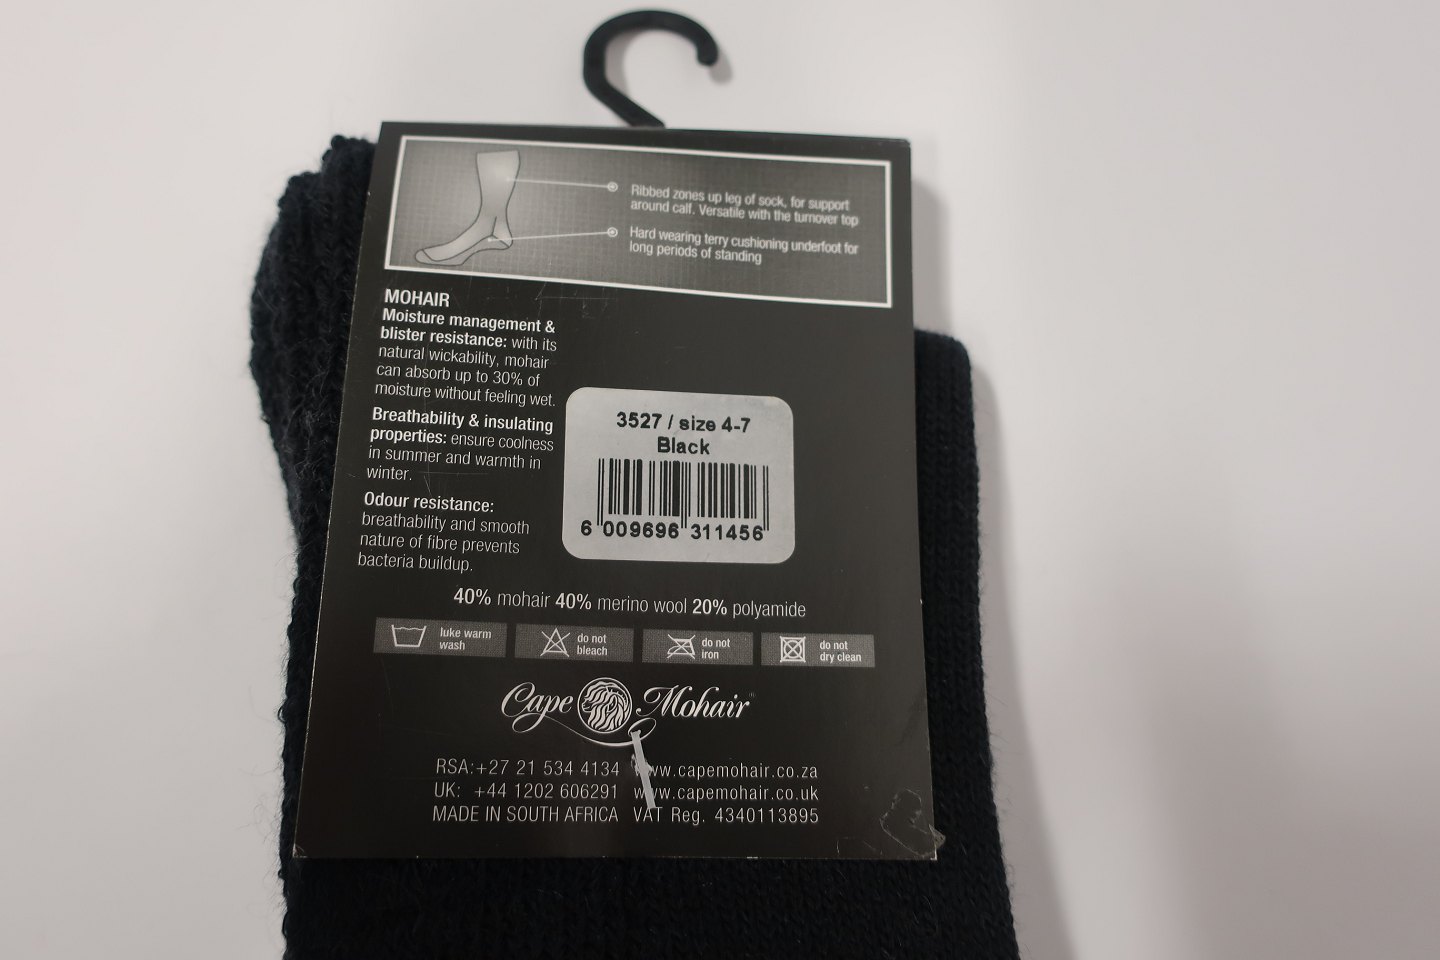 Ribbed zones up leg of sock, for support
around calf. Versatile with the turnover top
Hard wearing terry cushioning underfoot for
long periods of standing
MOHAIR
Moisture management &
blister resistance: with its
natural wickability, mohair
can absorb up to 30% of
moisture without feeling wet.
Breathability & insulating
properties: ensure coolness
in summer and warmth in
winter.
Odour resistance:
breathability and smooth
nature of fibre prevents
bacteria buildup.
3527 / size 4-7
Black
6 009696 311456
40% mohair 40% merino wool 20% polyamide
luke warm
wash
do not
bleach
do not
iron
do not
dry clean
Cape Mohair
RSA:+27 21 534 4134 www.capemohair.co.za
UK: +44 1202 606291 www.capemohair.co.uk
MADE IN SOUTH AFRICA VAT Reg. 4340113895